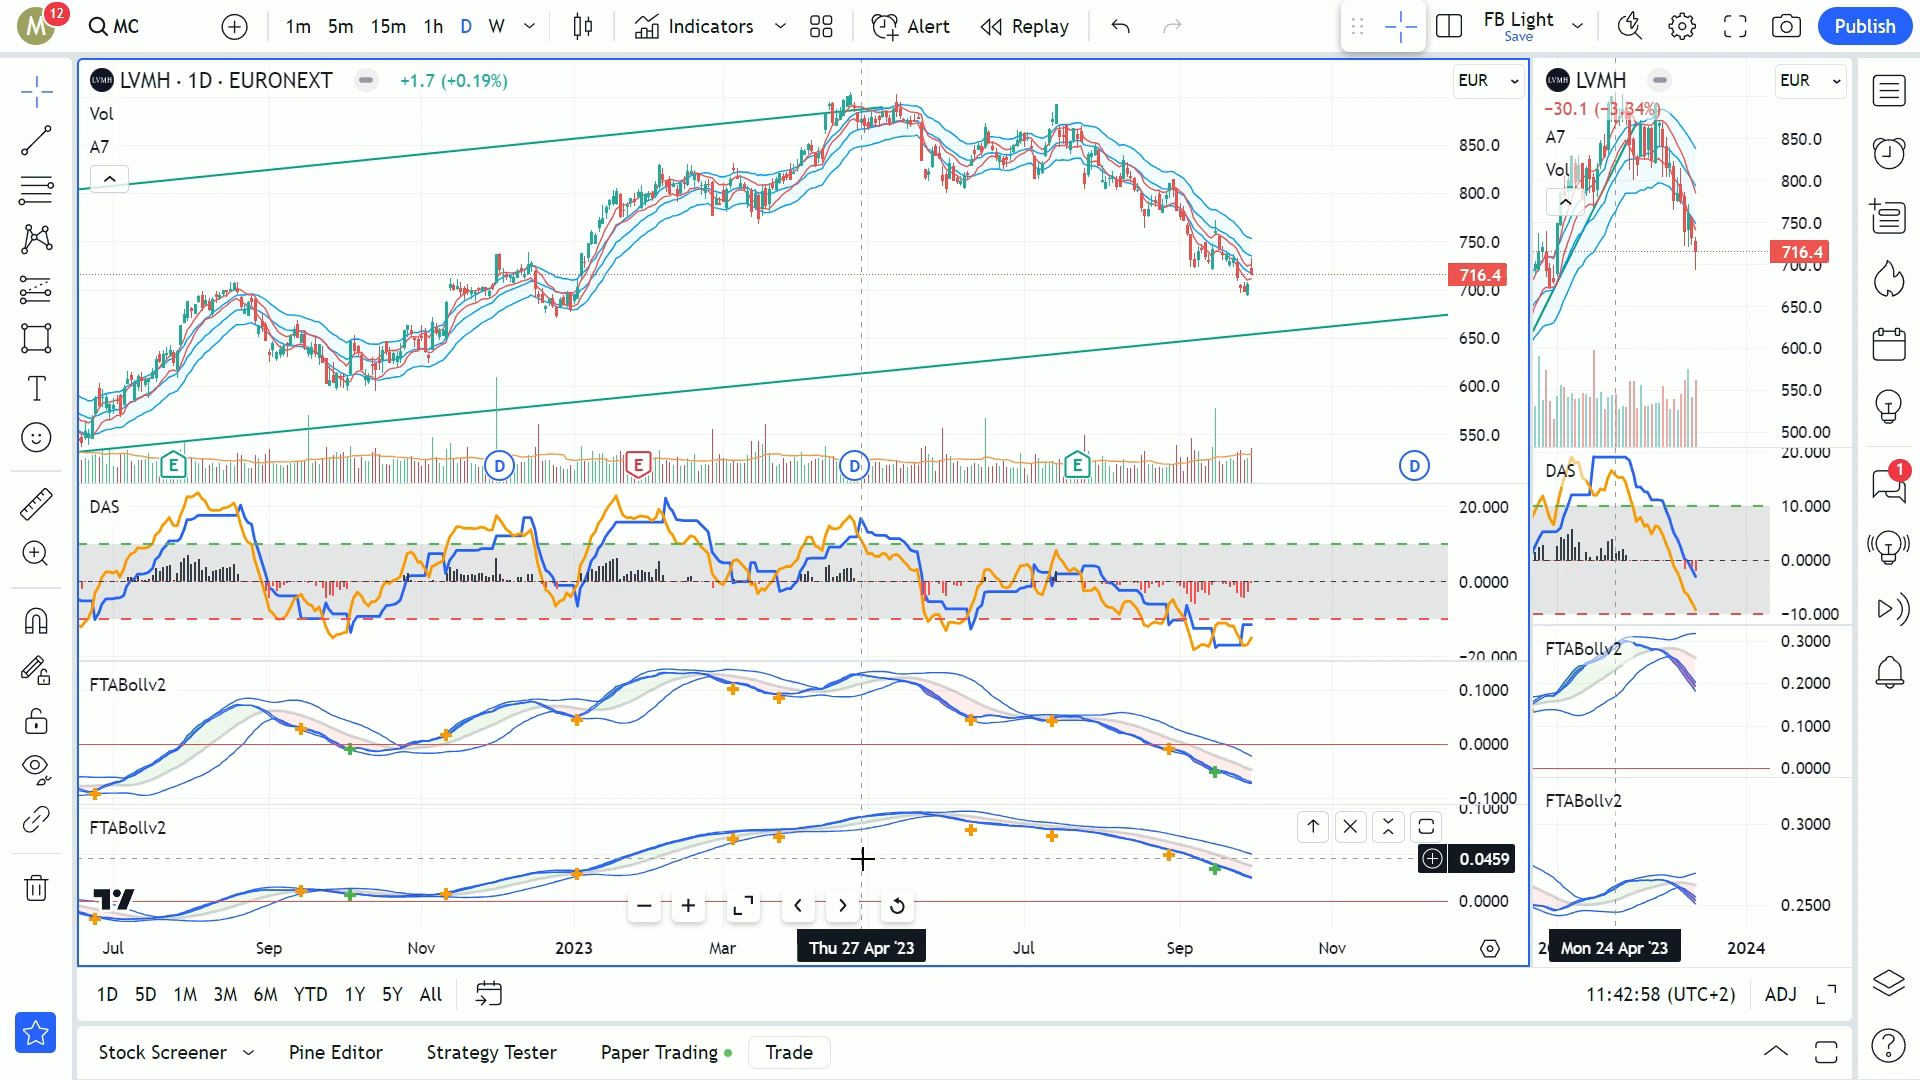 M
12
MC
1m 5m 15m 1h D W
Indicators
Alert
Replay
FB Light
Save
Publish
LVMH
LVMH · 1D · EURONEXT
+1.7 (+0.19%)
Vol
A7
EUR
850.0
800.0
750.0
716.4
700.0
650.0
600.0
550.0
E
D
E
D
E
D
DAS
20.000
0.0000
−20.000
FTABollv2
0.1000
0.0000
−0.1000
FTABollv2
0.1000
0.0459
0.0000
Jul Sep Nov 2023 Mar Thu 27 Apr '23 Jul Sep Nov
LVMH
LVMH
EUR
−30.1 (−3.34%)
A7
Vol
850.0
800.0
750.0
716.4
700.0
650.0
600.0
550.0
500.00
DAS
20.000
10.000
0.0000
−10.000
FTABollv2
0.3000
0.2000
0.1000
0.0000
FTABollv2
0.3000
0.2500
Mon 24 Apr '23 2024
1
T
1D 5D 1M 3M 6M YTD 1Y 5Y All
11:42:58 (UTC+2) ADJ
Stock Screener Pine Editor Strategy Tester Paper Trading Trade